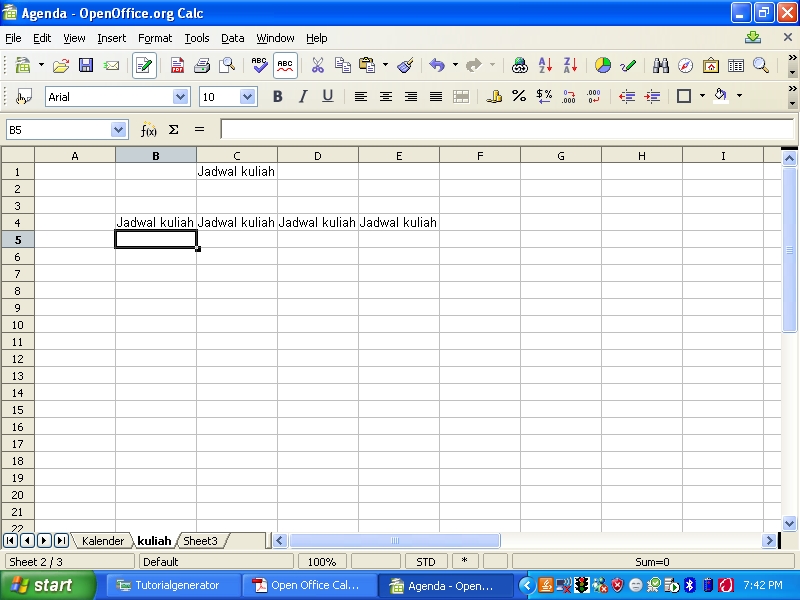 Agenda - OpenOffice.org Calc
File Edit View Insert Format Tools Data Window Help
ABC ABC
Arial 10 B I U
B5 f(x) Σ =
A B C D E F G H I
1 Jadwal kuliah
2
3
4 Jadwal kuliah Jadwal kuliah Jadwal kuliah Jadwal kuliah
5
6
7
8
9
10
11
12
13
14
15
16
17
18
19
20
21
22
Kalender kuliah Sheet3
Sheet 2 / 3 Default 100% STD * Sum=0
start Tutorialgenerator Open Office Cal... Agenda - Open... 7:42 PM